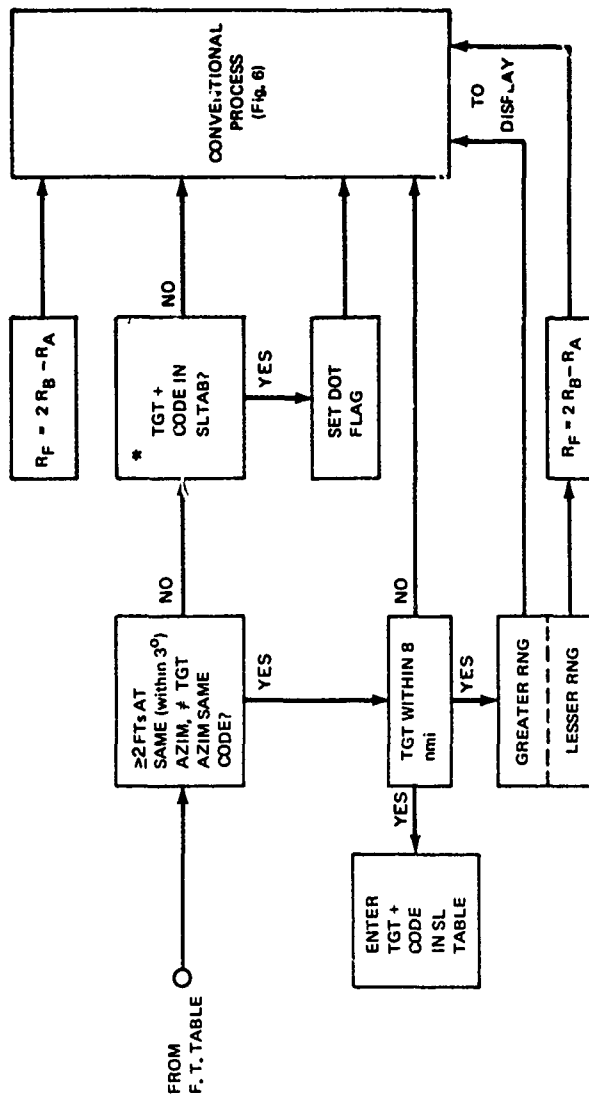 FROM
F. T. TABLE
≥2FTs AT
SAME (within 3°)
AZIM, ≠ TGT
AZIM SAME
CODE?
NO
YES
*
TGT +
CODE IN
SLTAB?
NO
YES
SET DOT
FLAG
R_F = 2 R_B – R_A
CONVENTIONAL
PROCESS
(Fig. 6)
TGT WITHIN 8
nmi
NO
YES
YES
ENTER
TGT +
CODE
IN SL
TABLE
GREATER RNG
LESSER RNG
R_F = 2 R_B – R_A
TO
DISPLAY